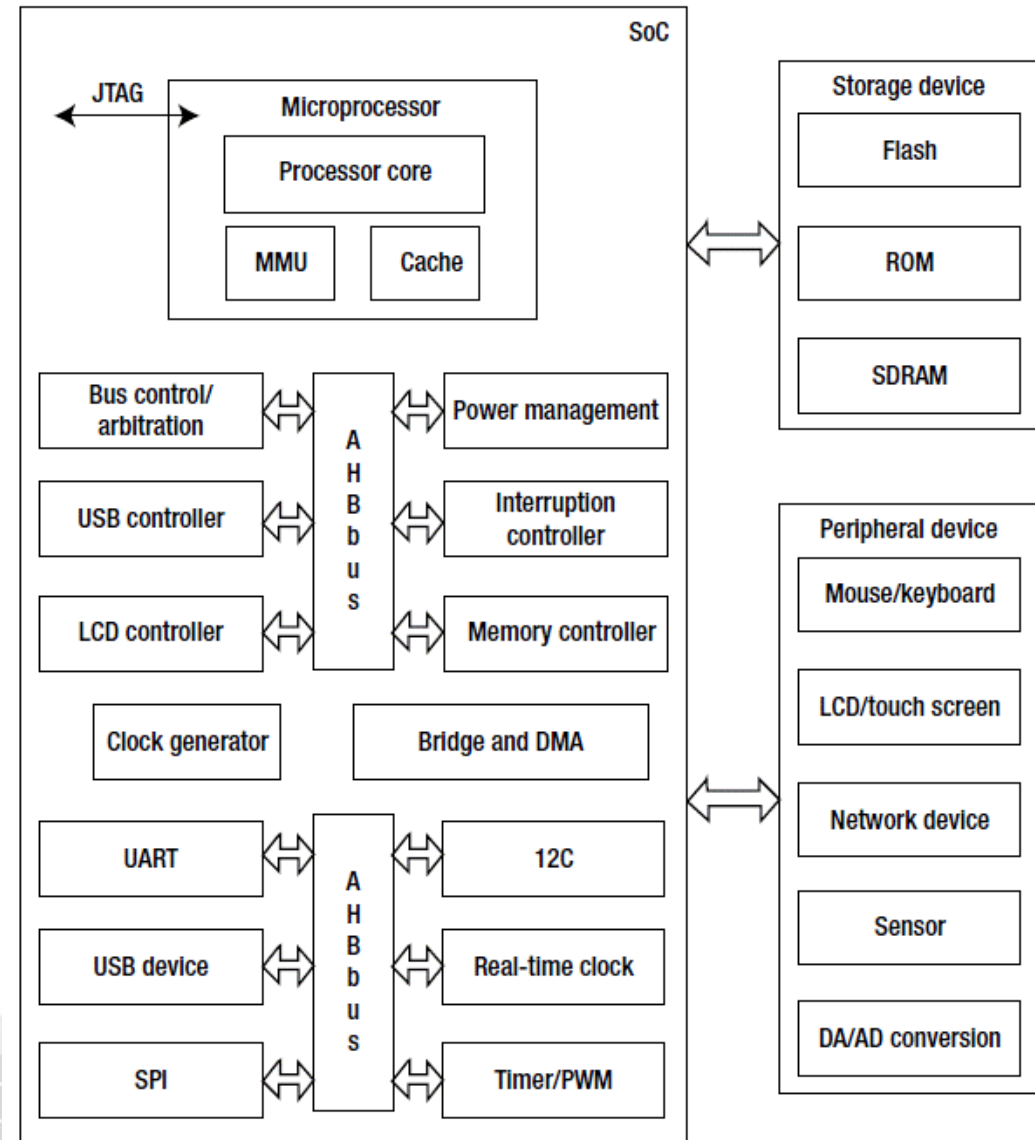 SoC
JTAG
Microprocessor
Processor core
MMU
Cache
Bus control/
arbitration
USB controller
LCD controller
A
H
B
b
u
s
Power management
Interruption
controller
Memory controller
Clock generator
Bridge and DMA
UART
USB device
SPI
A
H
B
b
u
s
12C
Real-time clock
Timer/PWM
Storage device
Flash
ROM
SDRAM
Peripheral device
Mouse/keyboard
LCD/touch screen
Network device
Sensor
DA/AD conversion